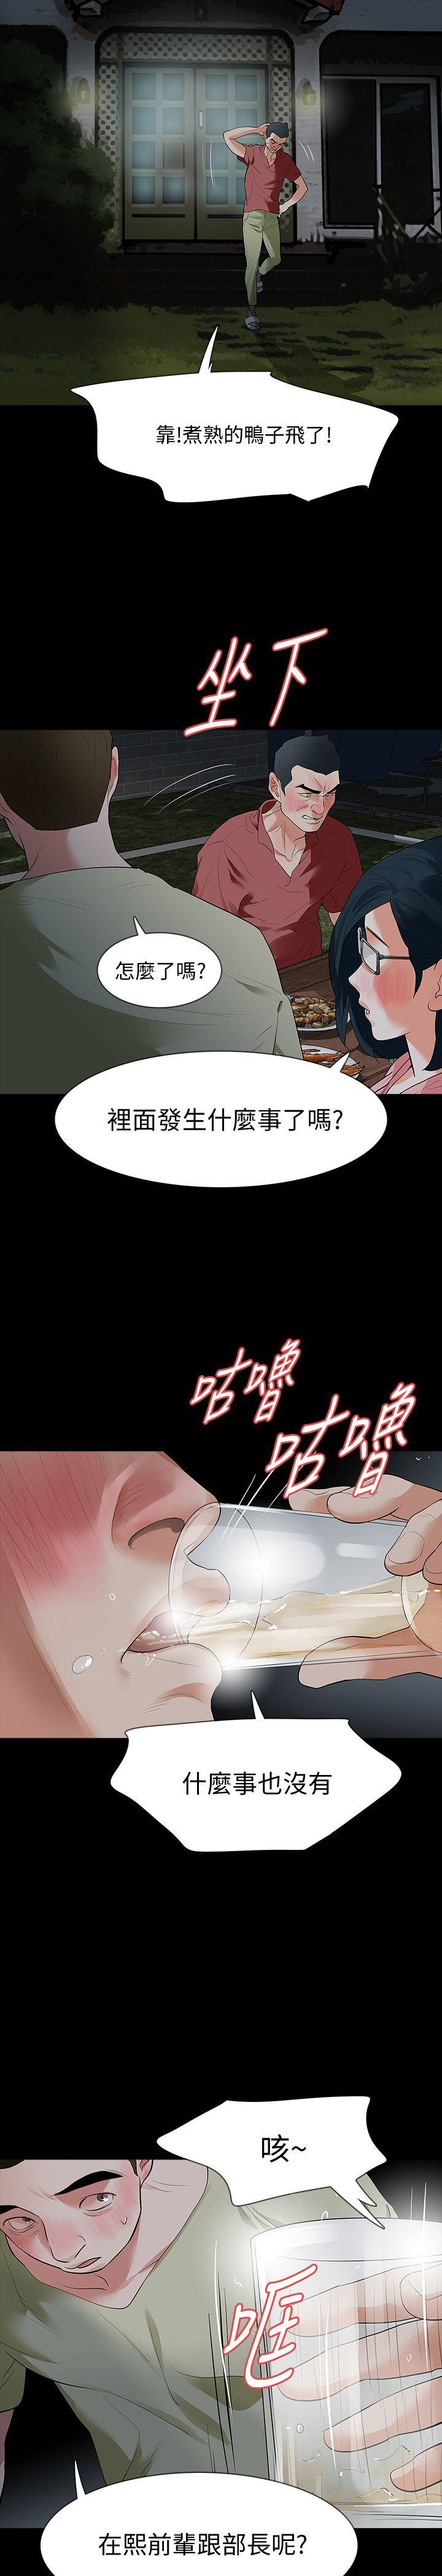 靠!煮熟的鴨子飛了!
坐下
怎麼了嗎?
裡面發生什麼事了嗎?
咕嚕
咕嚕
什麼事也沒有
咳~
哐
在熙前輩跟部長呢?